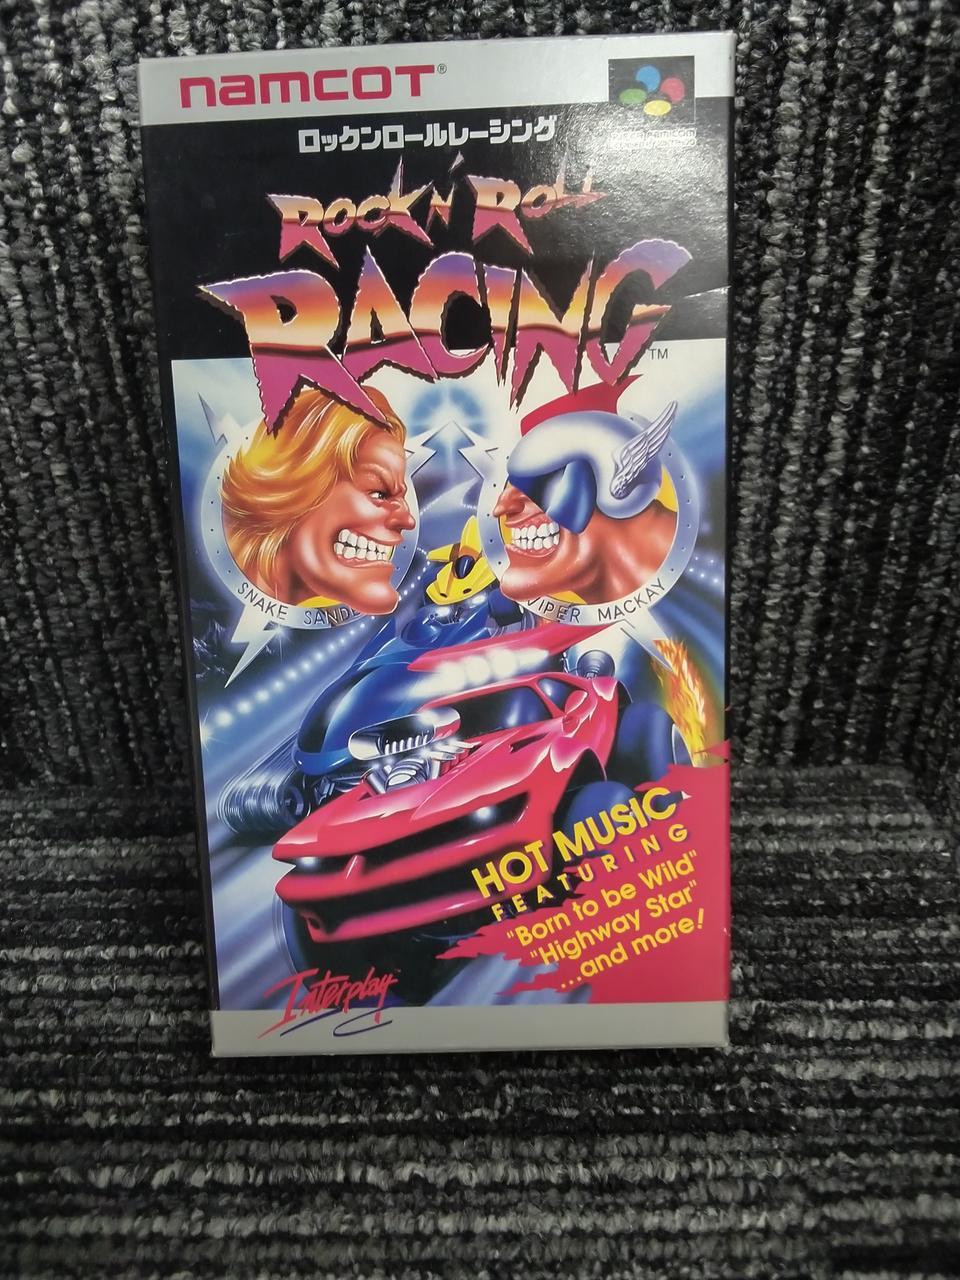 namcot®
ロックンロールレーシング
ROCK N' ROLL
RACING
TM
SNAKE SANDE
VIPER MACKAY
HOT MUSIC
FEATURING
"Born to be Wild"
"Highway Star"
...and more!
Interplay